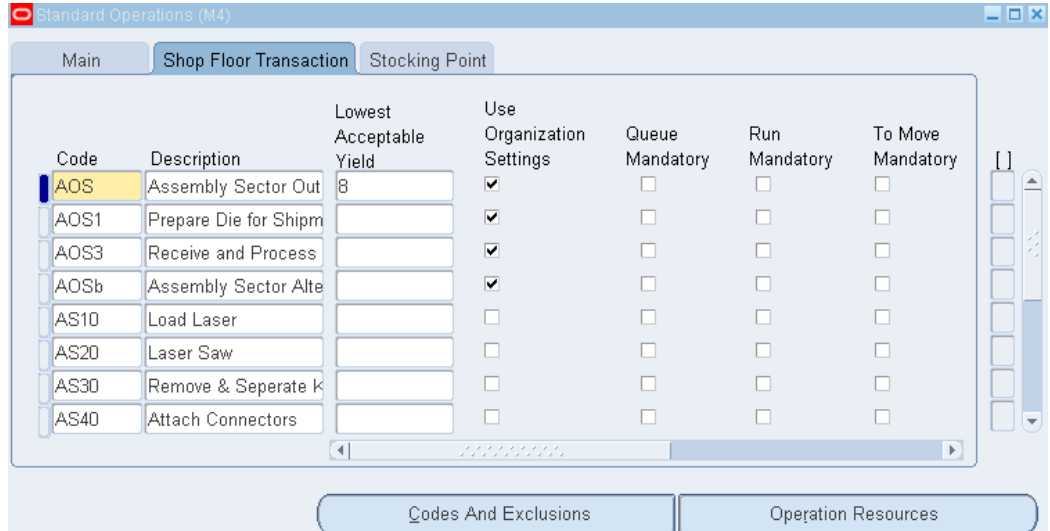 Standard Operations (M4)
Main Shop Floor Transaction Stocking Point
Lowest Use
Acceptable Organization Queue Run To Move
Code Description Yield Settings Mandatory Mandatory Mandatory [ ]
AOS Assembly Sector Out 8
AOS1 Prepare Die for Shipm
AOS3 Receive and Process
AOSb Assembly Sector Alte
AS10 Load Laser
AS20 Laser Saw
AS30 Remove & Seperate K
AS40 Attach Connectors
Codes And Exclusions Operation Resources